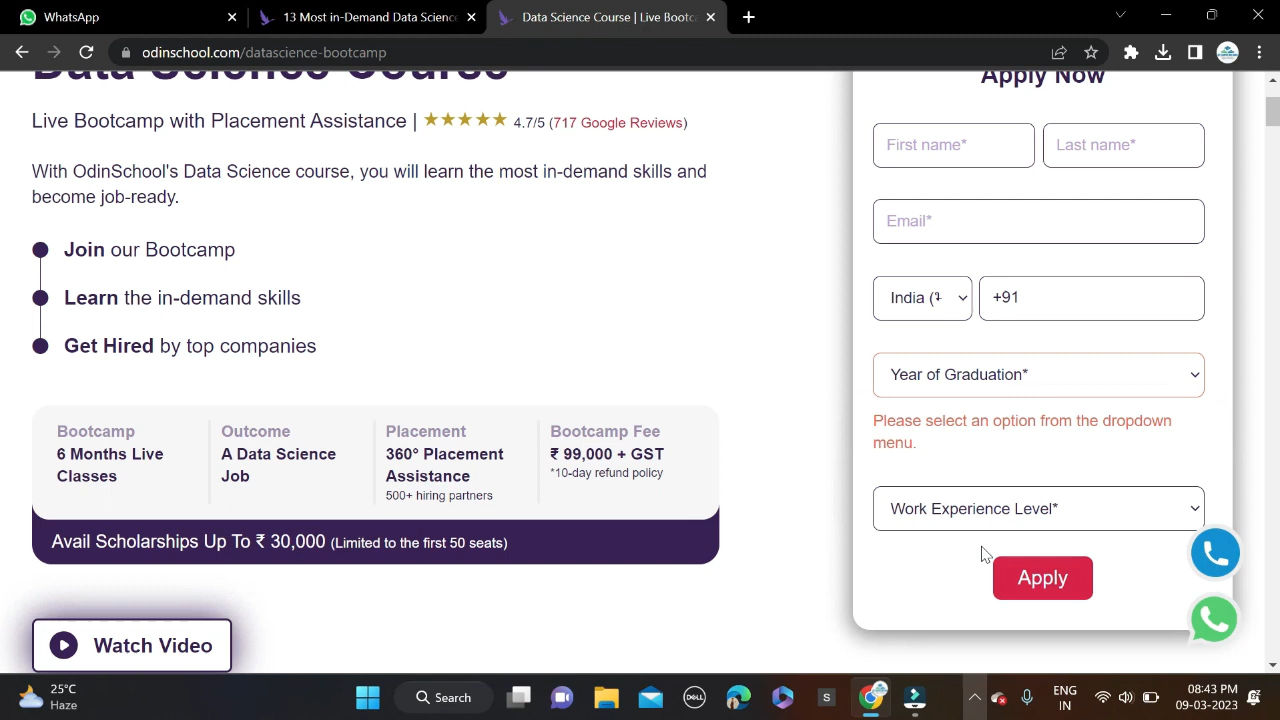 WhatsApp
13 Most in-Demand Data Science
Data Science Course | Live Bootc
odinschool.com/datascience-bootcamp
Data Science Course
Live Bootcamp with Placement Assistance | ★★★★★ 4.7/5 (717 Google Reviews)
With OdinSchool's Data Science course, you will learn the most in-demand skills and
become job-ready.
Join our Bootcamp
Learn the in-demand skills
Get Hired by top companies
Bootcamp
6 Months Live
Classes
Outcome
A Data Science
Job
Placement
360° Placement
Assistance
500+ hiring partners
Bootcamp Fee
₹ 99,000 + GST
*10-day refund policy
Avail Scholarships Up To ₹ 30,000 (Limited to the first 50 seats)
Watch Video
Apply Now
First name*
Last name*
Email*
India (
+91
Year of Graduation*
Please select an option from the dropdown
menu.
Work Experience Level*
Apply
25°C
Haze
Search
DELL
S
ENG
IN
08:43 PM
09-03-2023